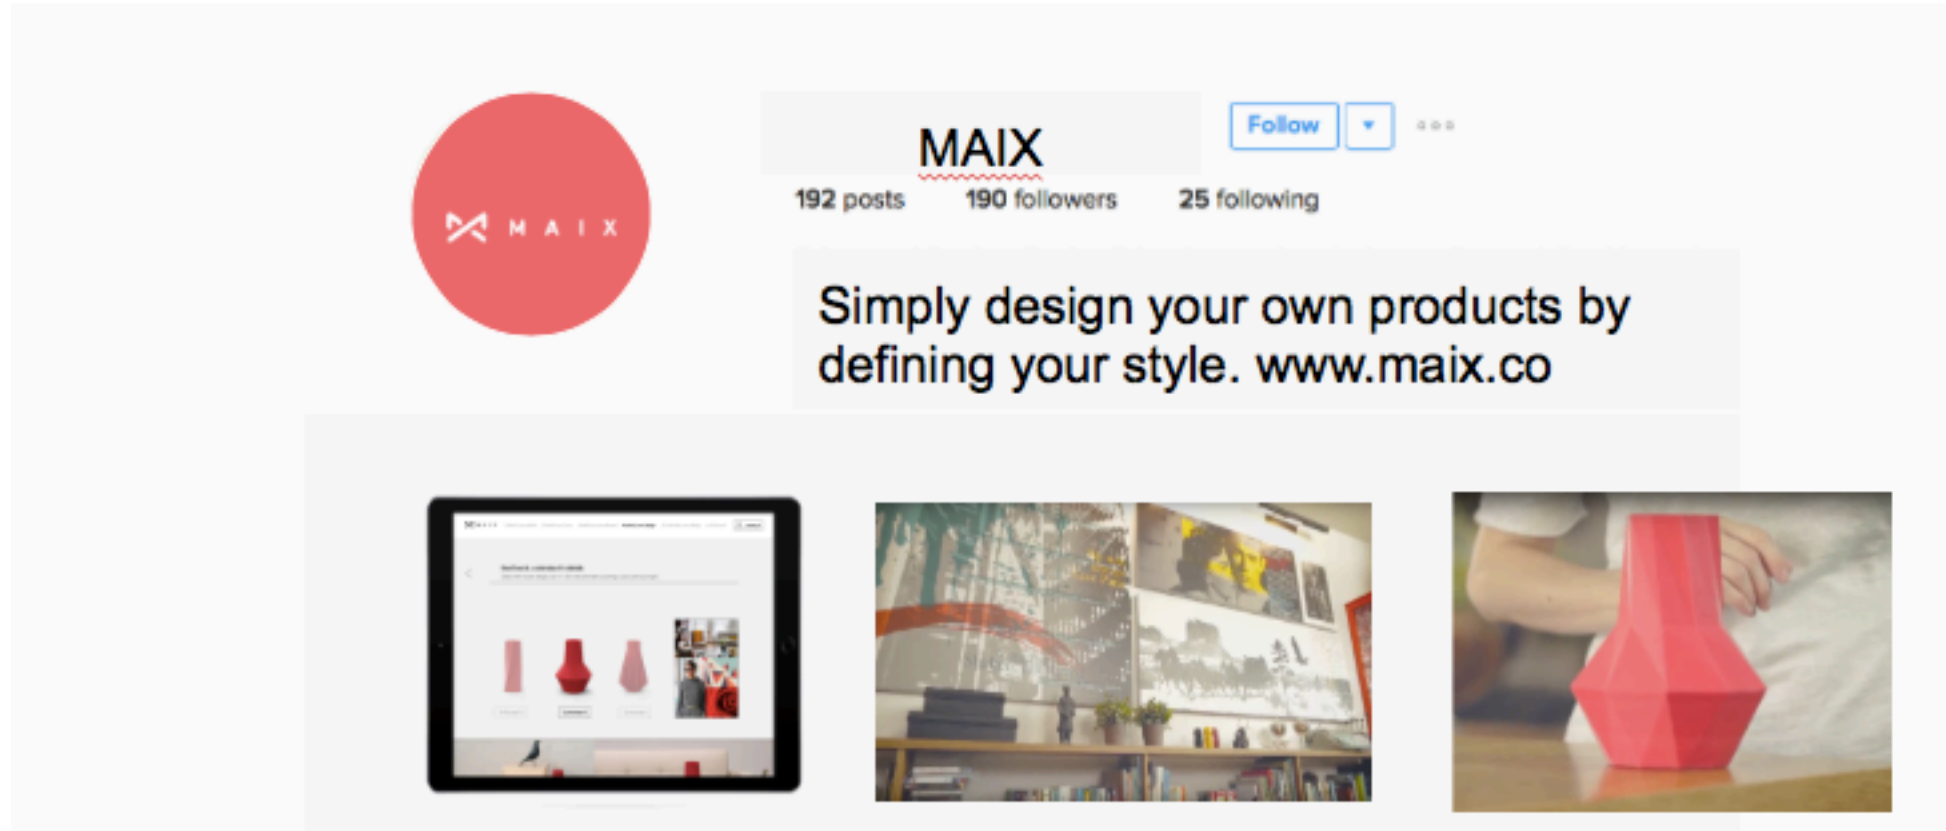 MAIX
Follow
MAIX
192 posts 190 followers 25 following
Simply design your own products by
defining your style. www.maix.co